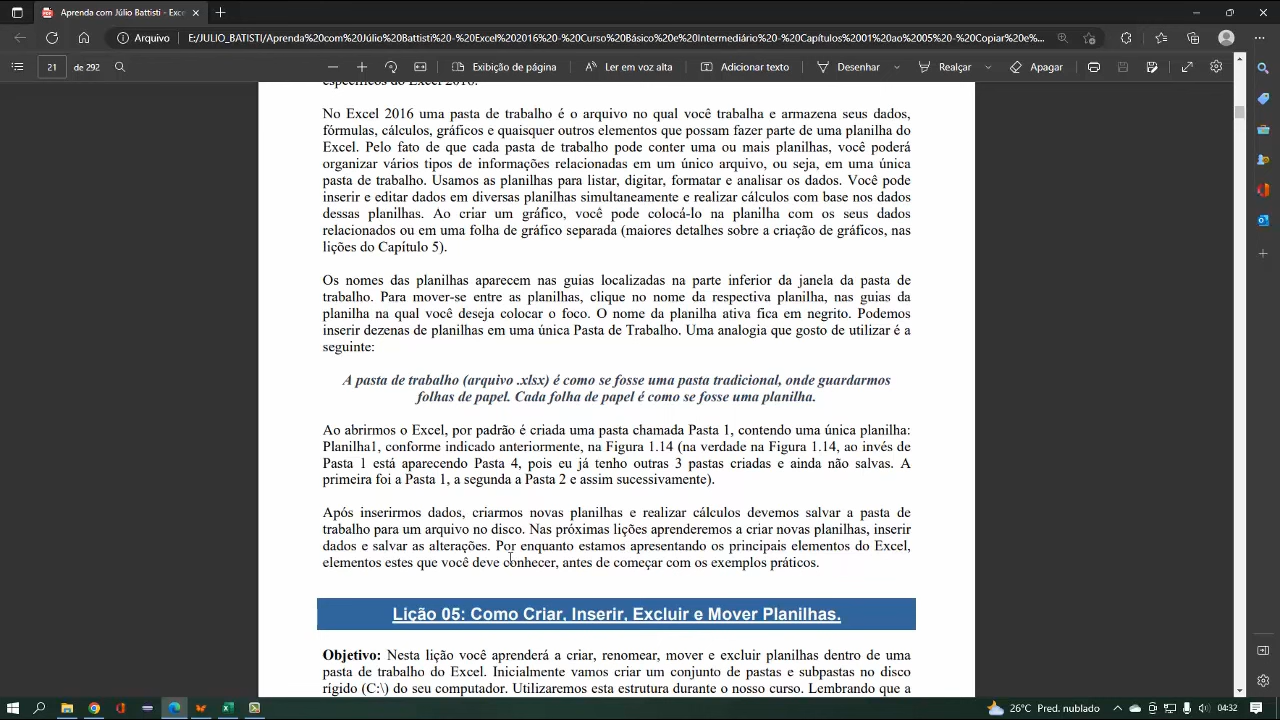 Aprenda com Júlio Battisti - Exce
Arquivo
E:/JULIO_BATISTI/Aprenda%20com%20Júlio%20Battisti%20-%20Excel%202016%20-%20Curso%20Básico%20e%20Intermediário%20-%20Capítulos%2001%20ao%2005%20-%20Copiar%20e%...
21 de 292
Exibição de página
Ler em voz alta
Adicionar texto
Desenhar
Realçar
Apagar
específicos do Excel 2016.
No Excel 2016 uma pasta de trabalho é o arquivo no qual você trabalha e armazena seus dados,
fórmulas, cálculos, gráficos e quaisquer outros elementos que possam fazer parte de uma planilha do
Excel. Pelo fato de que cada pasta de trabalho pode conter uma ou mais planilhas, você poderá
organizar vários tipos de informações relacionadas em um único arquivo, ou seja, em uma única
pasta de trabalho. Usamos as planilhas para listar, digitar, formatar e analisar os dados. Você pode
inserir e editar dados em diversas planilhas simultaneamente e realizar cálculos com base nos dados
dessas planilhas. Ao criar um gráfico, você pode colocá-lo na planilha com os seus dados
relacionados ou em uma folha de gráfico separada (maiores detalhes sobre a criação de gráficos, nas
lições do Capítulo 5).
Os nomes das planilhas aparecem nas guias localizadas na parte inferior da janela da pasta de
trabalho. Para mover-se entre as planilhas, clique no nome da respectiva planilha, nas guias da
planilha na qual você deseja colocar o foco. O nome da planilha ativa fica em negrito. Podemos
inserir dezenas de planilhas em uma única Pasta de Trabalho. Uma analogia que gosto de utilizar é a
seguinte:
A pasta de trabalho (arquivo .xlsx) é como se fosse uma pasta tradicional, onde guardarmos
folhas de papel. Cada folha de papel é como se fosse uma planilha.
Ao abrirmos o Excel, por padrão é criada uma pasta chamada Pasta 1, contendo uma única planilha:
Planilha1, conforme indicado anteriormente, na Figura 1.14 (na verdade na Figura 1.14, ao invés de
Pasta 1 está aparecendo Pasta 4, pois eu já tenho outras 3 pastas criadas e ainda não salvas. A
primeira foi a Pasta 1, a segunda a Pasta 2 e assim sucessivamente).
Após inserirmos dados, criarmos novas planilhas e realizar cálculos devemos salvar a pasta de
trabalho para um arquivo no disco. Nas próximas lições aprenderemos a criar novas planilhas, inserir
dados e salvar as alterações. Por enquanto estamos apresentando os principais elementos do Excel,
elementos estes que você deve conhecer, antes de começar com os exemplos práticos.
Lição 05: Como Criar, Inserir, Excluir e Mover Planilhas.
Objetivo: Nesta lição você aprenderá a criar, renomear, mover e excluir planilhas dentro de uma
pasta de trabalho do Excel. Inicialmente vamos criar um conjunto de pastas e subpastas no disco
rígido (C:\) do seu computador. Utilizaremos esta estrutura durante o nosso curso. Lembrando que a
26°C Pred. nublado
04:32